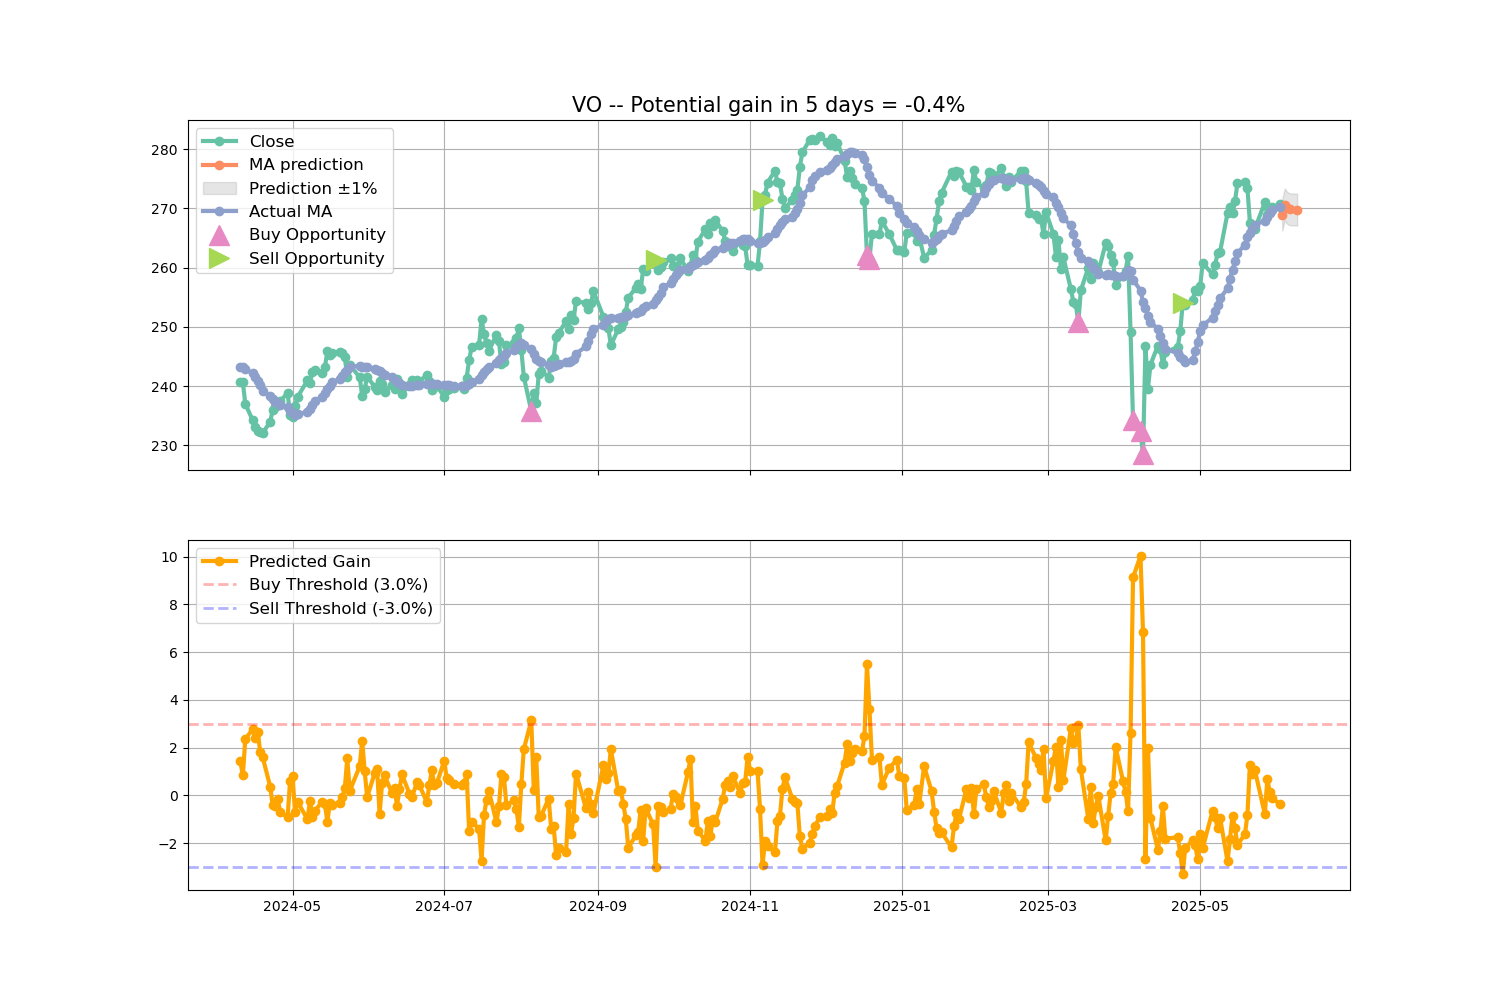 VO -- Potential gain in 5 days = -0.4%
Close
MA prediction
Prediction ±1%
Actual MA
Buy Opportunity
Sell Opportunity
280
270
260
250
240
230
Predicted Gain
Buy Threshold (3.0%)
Sell Threshold (-3.0%)
10
8
6
4
2
0
−2
2024-05
2024-07
2024-09
2024-11
2025-01
2025-03
2025-05